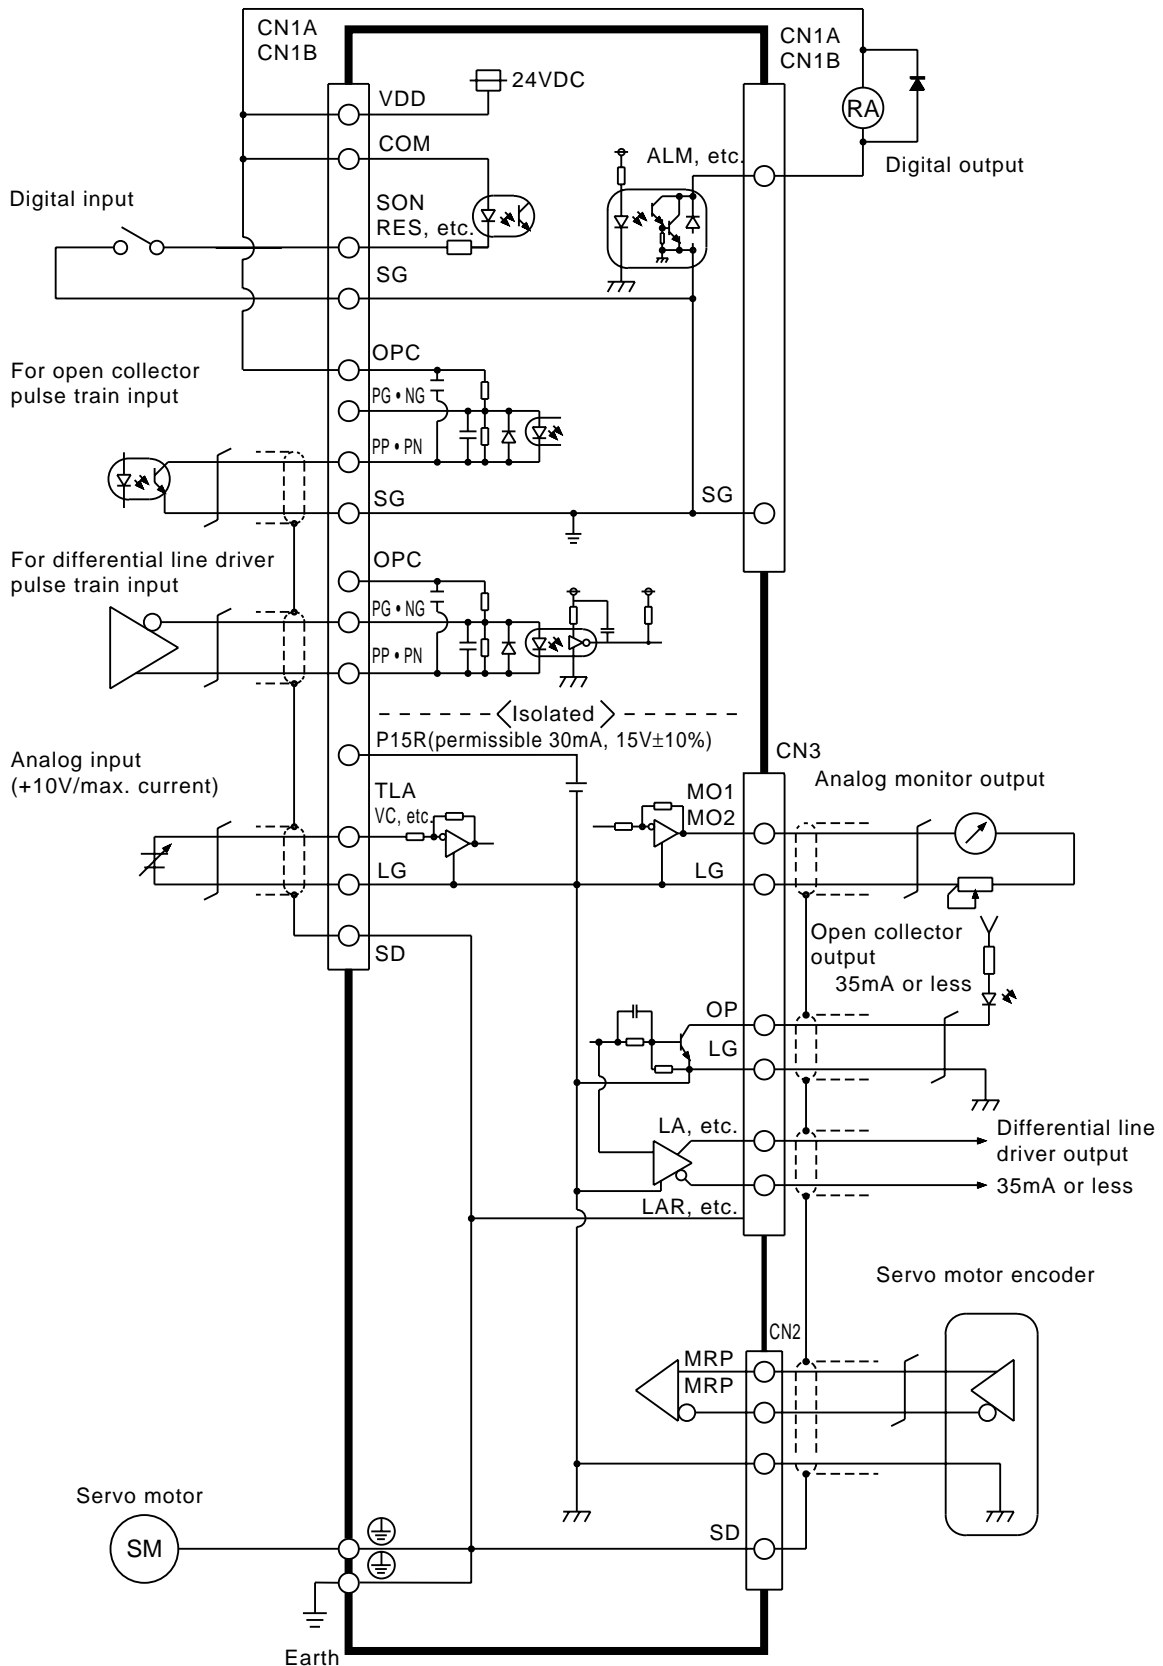 CN1A
CN1B
CN1A
CN1B
24VDC
VDD
RA
COM
ALM, etc.
Digital output
Digital input
SON
RES, etc.
SG
OPC
For open collector
pulse train input
PG • NG
PP • PN
SG
SG
For differential line driver
pulse train input
OPC
PG • NG
PP • PN
Isolated
P15R(permissible 30mA, 15V±10%)
CN3
Analog input
(+10V/max. current)
Analog monitor output
TLA
VC, etc.
MO1
MO2
LG
LG
SD
Open collector
output
35mA or less
OP
LG
LA, etc.
Differential line
driver output
35mA or less
LAR, etc.
Servo motor encoder
CN2
MRP
MRP
Servo motor
SM
SD
Earth